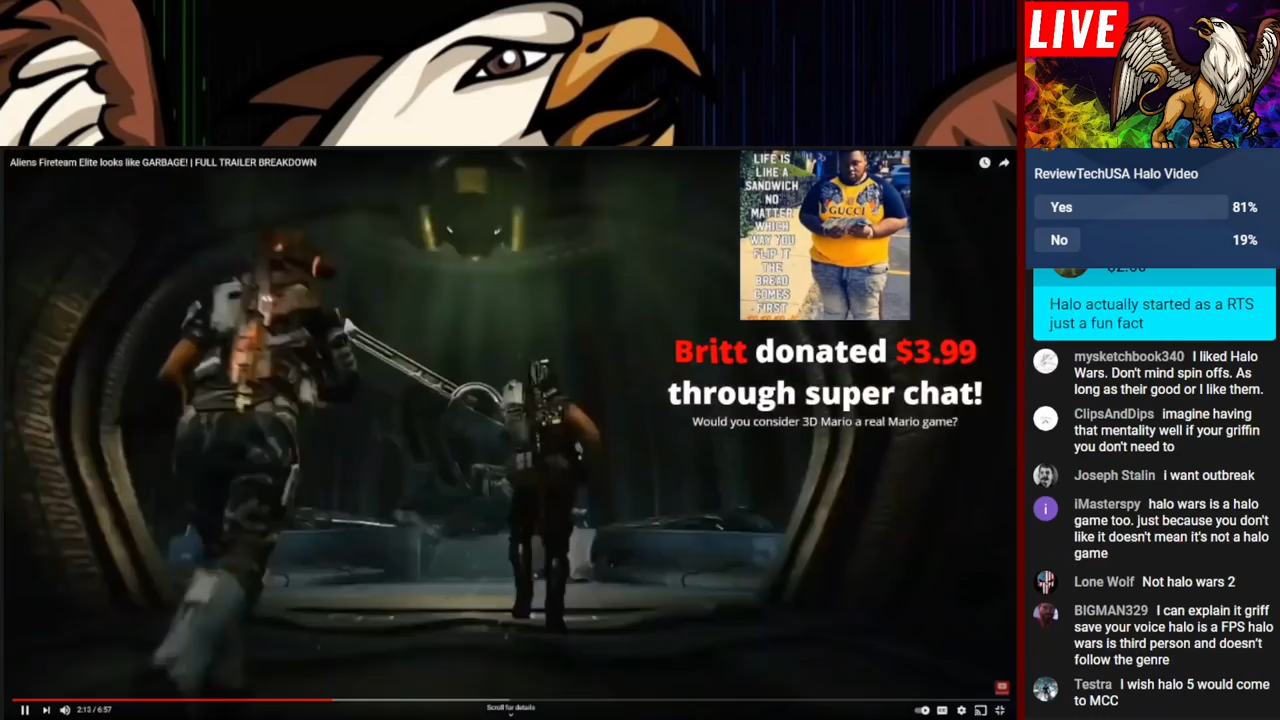 LIVE
Aliens Fireteam Elite looks like GARBAGE! | FULL TRAILER BREAKDOWN
LIFE IS
LIKE A
SANDWICH
NO
MATTER
WHICH
WAY YOU
FLIP IT
THE
BREAD
COMES
FIRST
GUCCI
Britt donated $3.99
through super chat!
Would you consider 3D Mario a real Mario game?
2:13 / 6:57
Scroll for details
ReviewTechUSA Halo Video
Yes 81%
No 19%
Halo actually started as a RTS
just a fun fact
mysketchbook340 I liked Halo
Wars. Don't mind spin offs. As
long as their good or I like them.
ClipsAndDips imagine having
that mentality well if your griffin
you don't need to
Joseph Stalin i want outbreak
i
iMasterspy halo wars is a halo
game too. just because you don't
like it doesn't mean it's not a halo
game
Lone Wolf Not halo wars 2
BIGMAN329 I can explain it griff
save your voice halo is a FPS halo
wars is third person and doesn't
follow the genre
Testra I wish halo 5 would come
to MCC